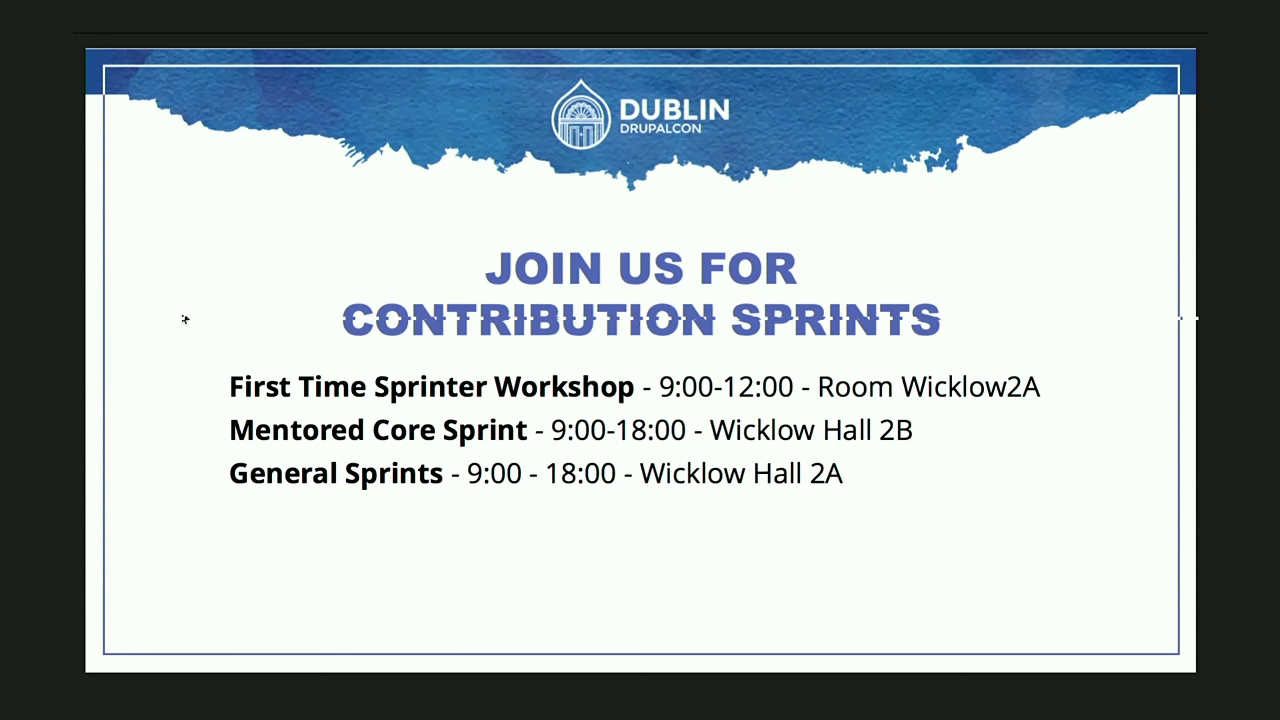 DUBLIN
DRUPALCON
JOIN US FOR
CONTRIBUTION SPRINTS
First Time Sprinter Workshop - 9:00-12:00 - Room Wicklow2A
Mentored Core Sprint - 9:00-18:00 - Wicklow Hall 2B
General Sprints - 9:00 - 18:00 - Wicklow Hall 2A